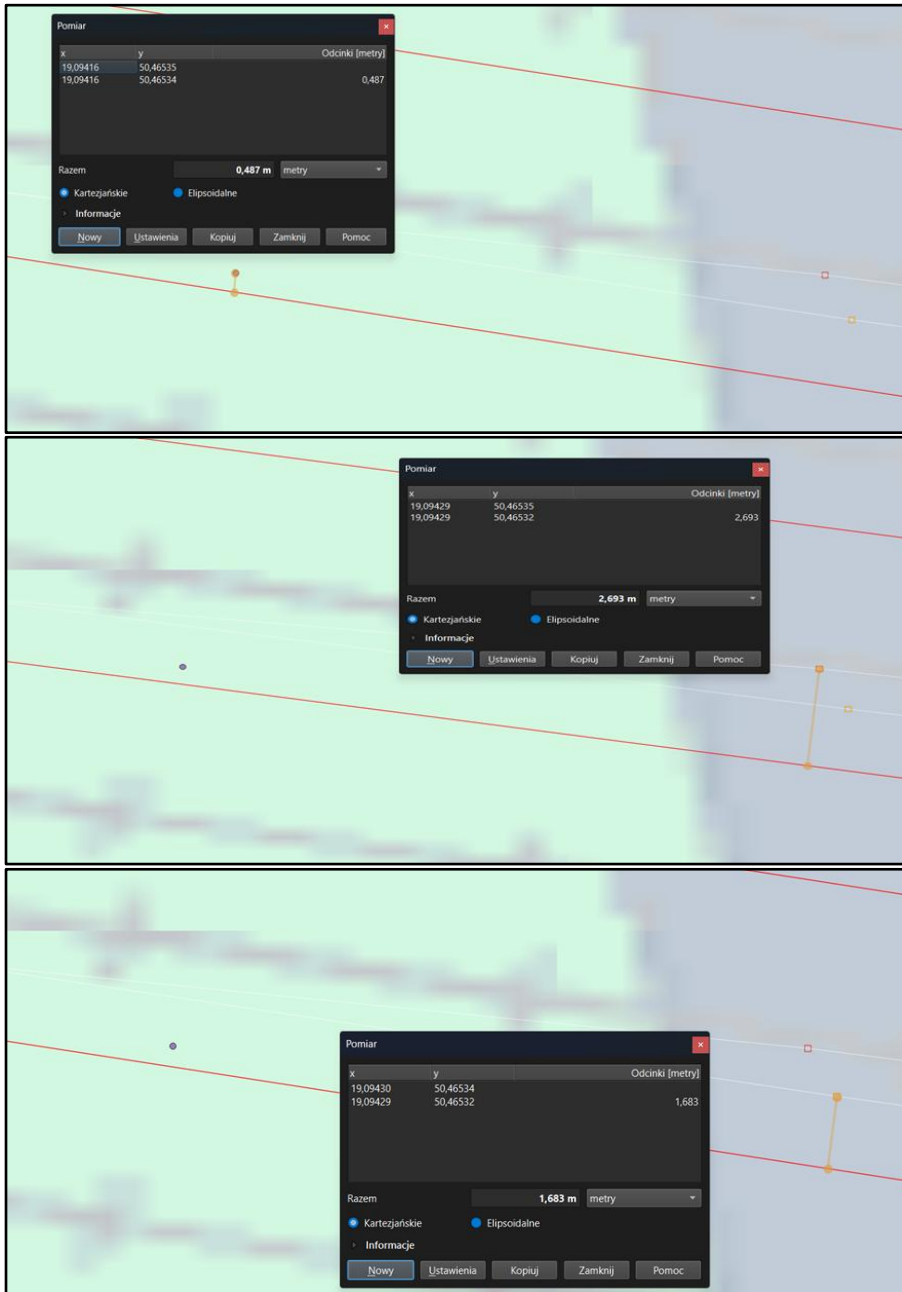 Pomiar
x y Odcinki [metry]
19,09416 50,46535
19,09416 50,46534 0,487
Razem 0,487 m metry
Kartezjańskie Elipsoidalne
Informacje
Nowy Ustawienia Kopiuj Zamknij Pomoc
Pomiar
x y Odcinki [metry]
19,09429 50,46535
19,09429 50,46532 2,693
Razem 2,693 m metry
Kartezjańskie Elipsoidalne
Informacje
Nowy Ustawienia Kopiuj Zamknij Pomoc
Pomiar
x y Odcinki [metry]
19,09430 50,46534
19,09429 50,46532 1,683
Razem 1,683 m metry
Kartezjańskie Elipsoidalne
Informacje
Nowy Ustawienia Kopiuj Zamknij Pomoc